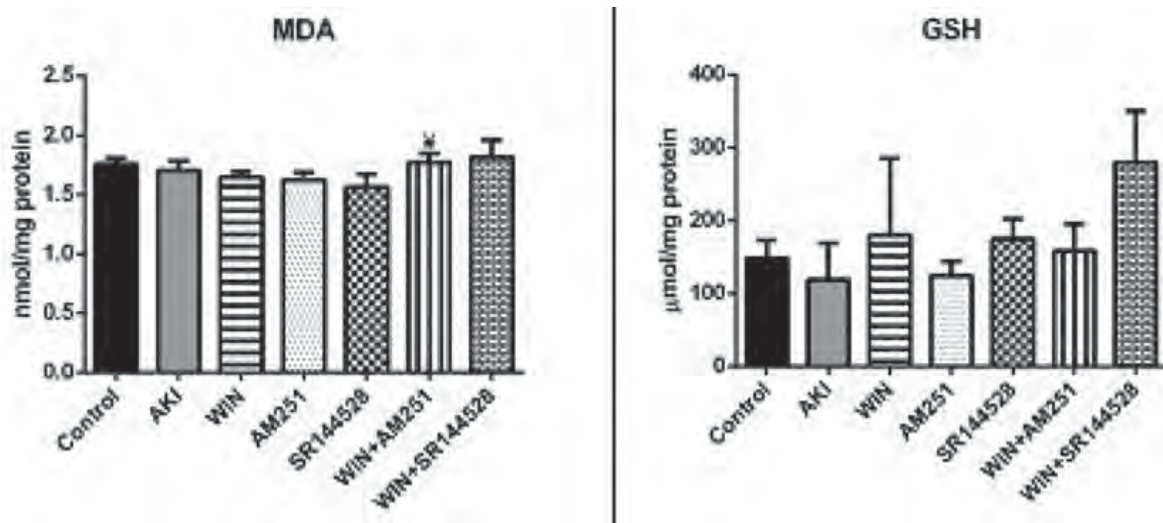 MDA
nmol/mg protein
2.5
2.0
1.5
1.0
0.5
0.0
¥
Control
AKI
WIN
AM251
SR144528
WIN+AM251
WIN+SR144528
GSH
µmol/mg protein
400
300
200
100
0
Control
AKI
WIN
AM251
SR144528
WIN+AM251
WIN+SR144528